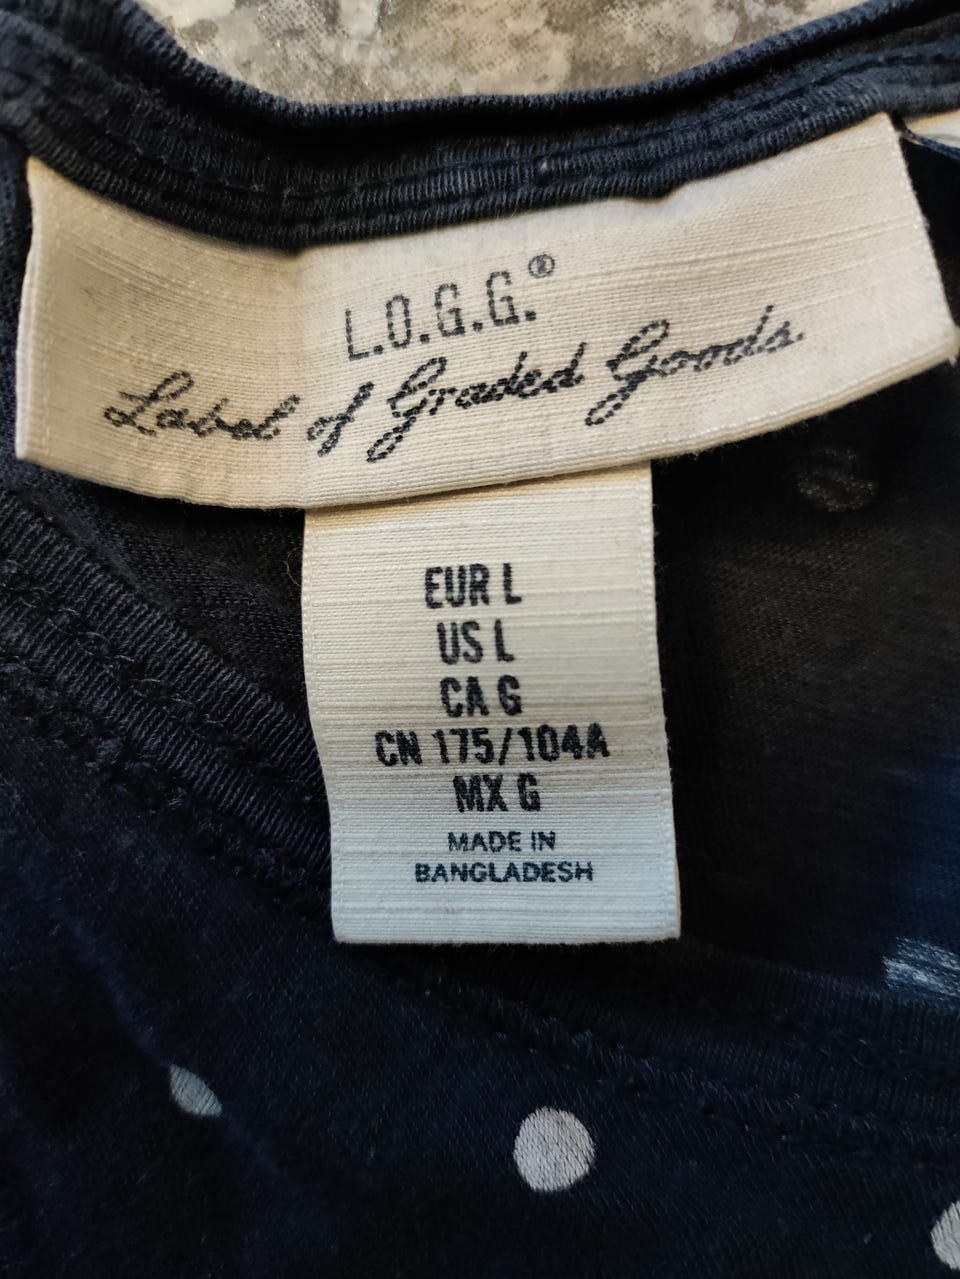 L.O.G.G.®
Label of Graded Goods.
EUR L
US L
CA G
CN 175/104A
MX G
MADE IN
BANGLADESH